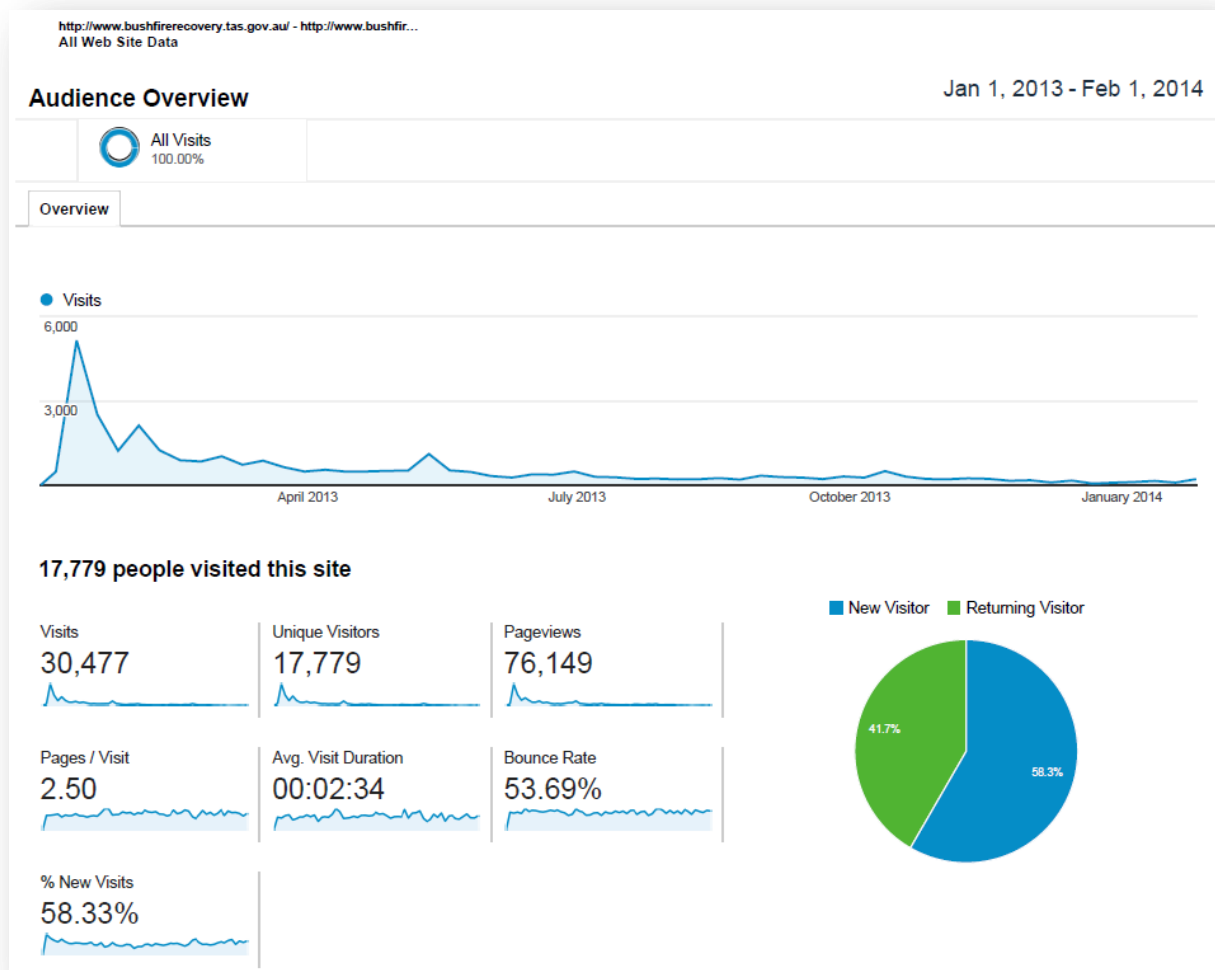 http://www.bushfirerecovery.tas.gov.au/ - http://www.bushfir...
All Web Site Data
Audience Overview
Jan 1, 2013 - Feb 1, 2014
All Visits
100.00%
Overview
Visits
6,000
3,000
April 2013
July 2013
October 2013
January 2014
17,779 people visited this site
New Visitor
Returning Visitor
Visits
Unique Visitors
Pageviews
30,477
17,779
76,149
41.7%
58.3%
Pages / Visit
Avg. Visit Duration
Bounce Rate
2.50
00:02:34
53.69%
% New Visits
58.33%